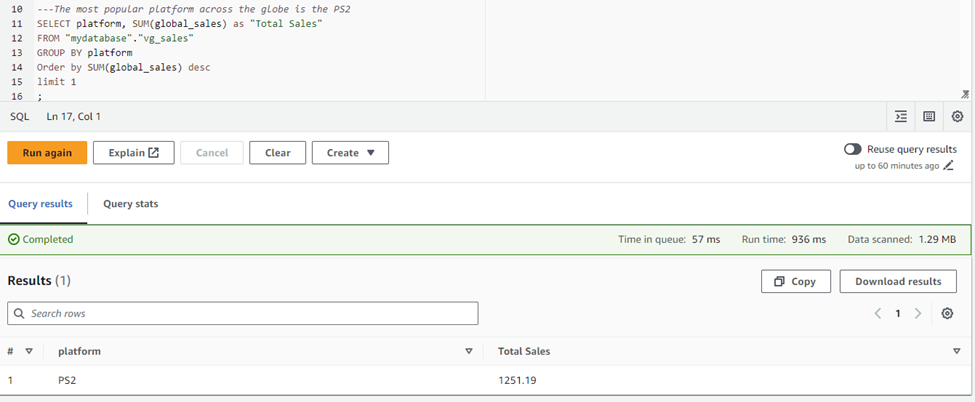 10 ---The most popular platform across the globe is the PS2
11 SELECT platform, SUM(global_sales) as "Total Sales"
12 FROM "mydatabase"."vg_sales"
13 GROUP BY platform
14 Order by SUM(global_sales) desc
15 limit 1
16 ;
SQL Ln 17, Col 1
Run again Explain Cancel Clear Create Reuse query results
up to 60 minutes ago
Query results Query stats
Completed Time in queue: 57 ms Run time: 936 ms Data scanned: 1.29 MB
Results (1) Copy Download results
Search rows 1
# platform Total Sales
1 PS2 1251.19